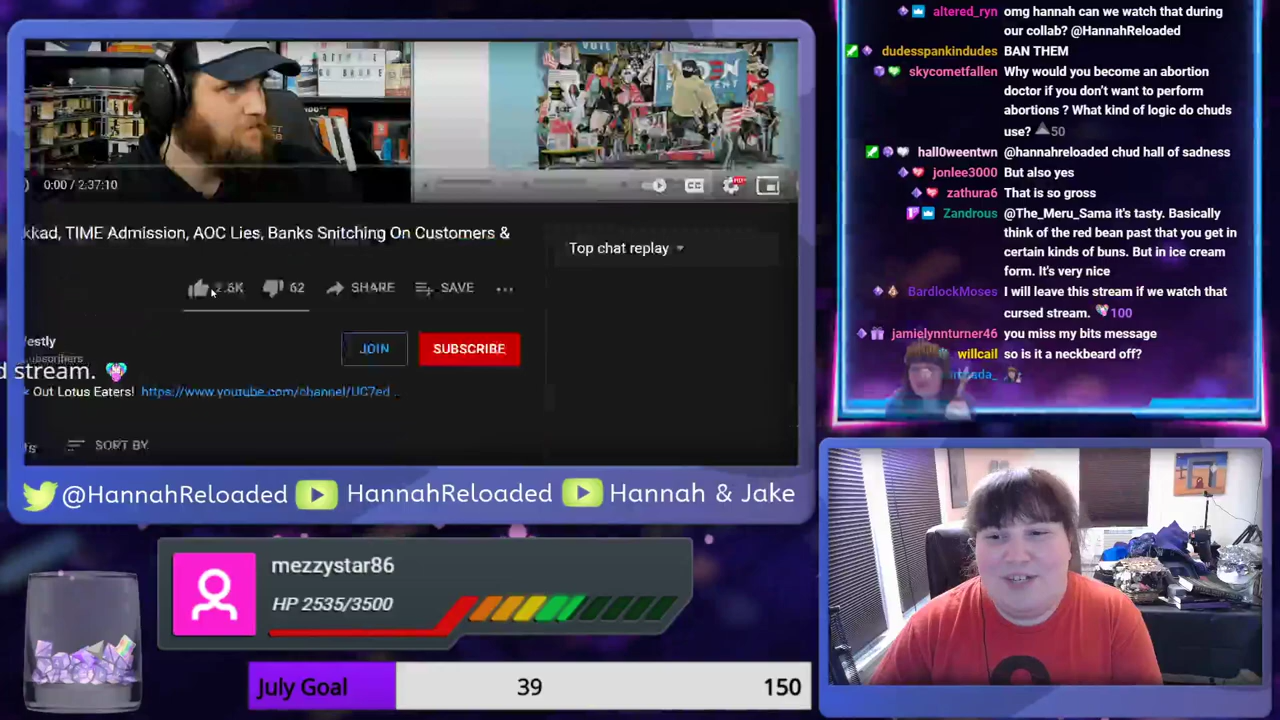 VOTE
0:00 / 2:37:10
kkad, TIME Admission, AOC Lies, Banks Snitching On Customers &
Top chat replay
2.6K
62
SHARE
SAVE
estly
ubscribers
JOIN
SUBSCRIBE
d stream.
Out Lotus Eaters! https://www.youtube.com/channel/UC7ed ...
ts
SORT BY
@HannahReloaded
HannahReloaded
Hannah & Jake
mezzystar86
HP 2535/3500
July Goal
39
150
altered_ryn omg hannah can we watch that during
our collab? @HannahReloaded
dudesspankindudes BAN THEM
skycometfallen Why would you become an abortion
doctor if you don't want to perform
abortions ? What kind of logic do chuds
use? 50
hall0weentwn @hannahreloaded chud hall of sadness
jonlee3000 But also yes
zathura6 That is so gross
Zandrous @The_Meru_Sama it's tasty. Basically
think of the red bean past that you get in
certain kinds of buns. But in ice cream
form. It's very nice
BardlockMoses I will leave this stream if we watch that
cursed stream. 100
jamielynnturner46 you miss my bits message
willcail so is it a neckbeard off?